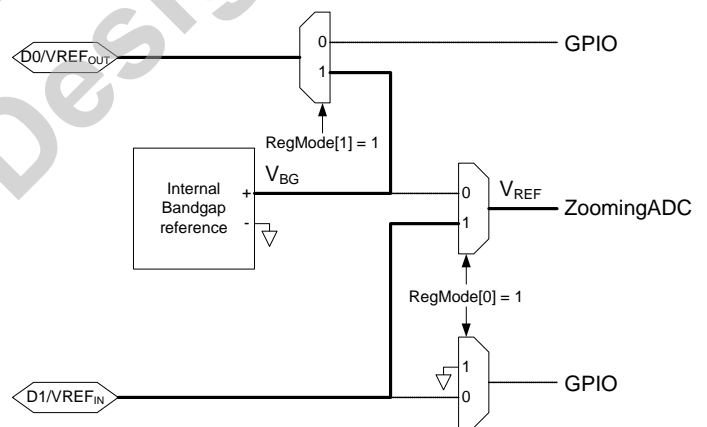 Des
D0/VREFOUT
0
1
GPIO
RegMode[1] = 1
Internal
Bandgap
reference
+
-
VBG
0
1
VREF
ZoomingADC
RegMode[0] = 1
1
0
GPIO
D1/VREFIN